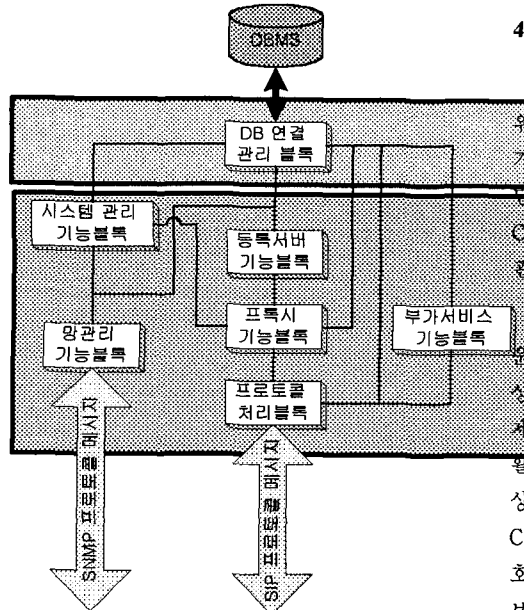 DBMS
4
DB 연결
관리 블록
시스템 관리
기능블록
등록서버
기능블록
망관리
기능블록
프록시
기능블록
부가서비스
기능블록
프로토콜
처리블록
SNMP 프로토콜 메시지
SIP 프로토콜 메시지